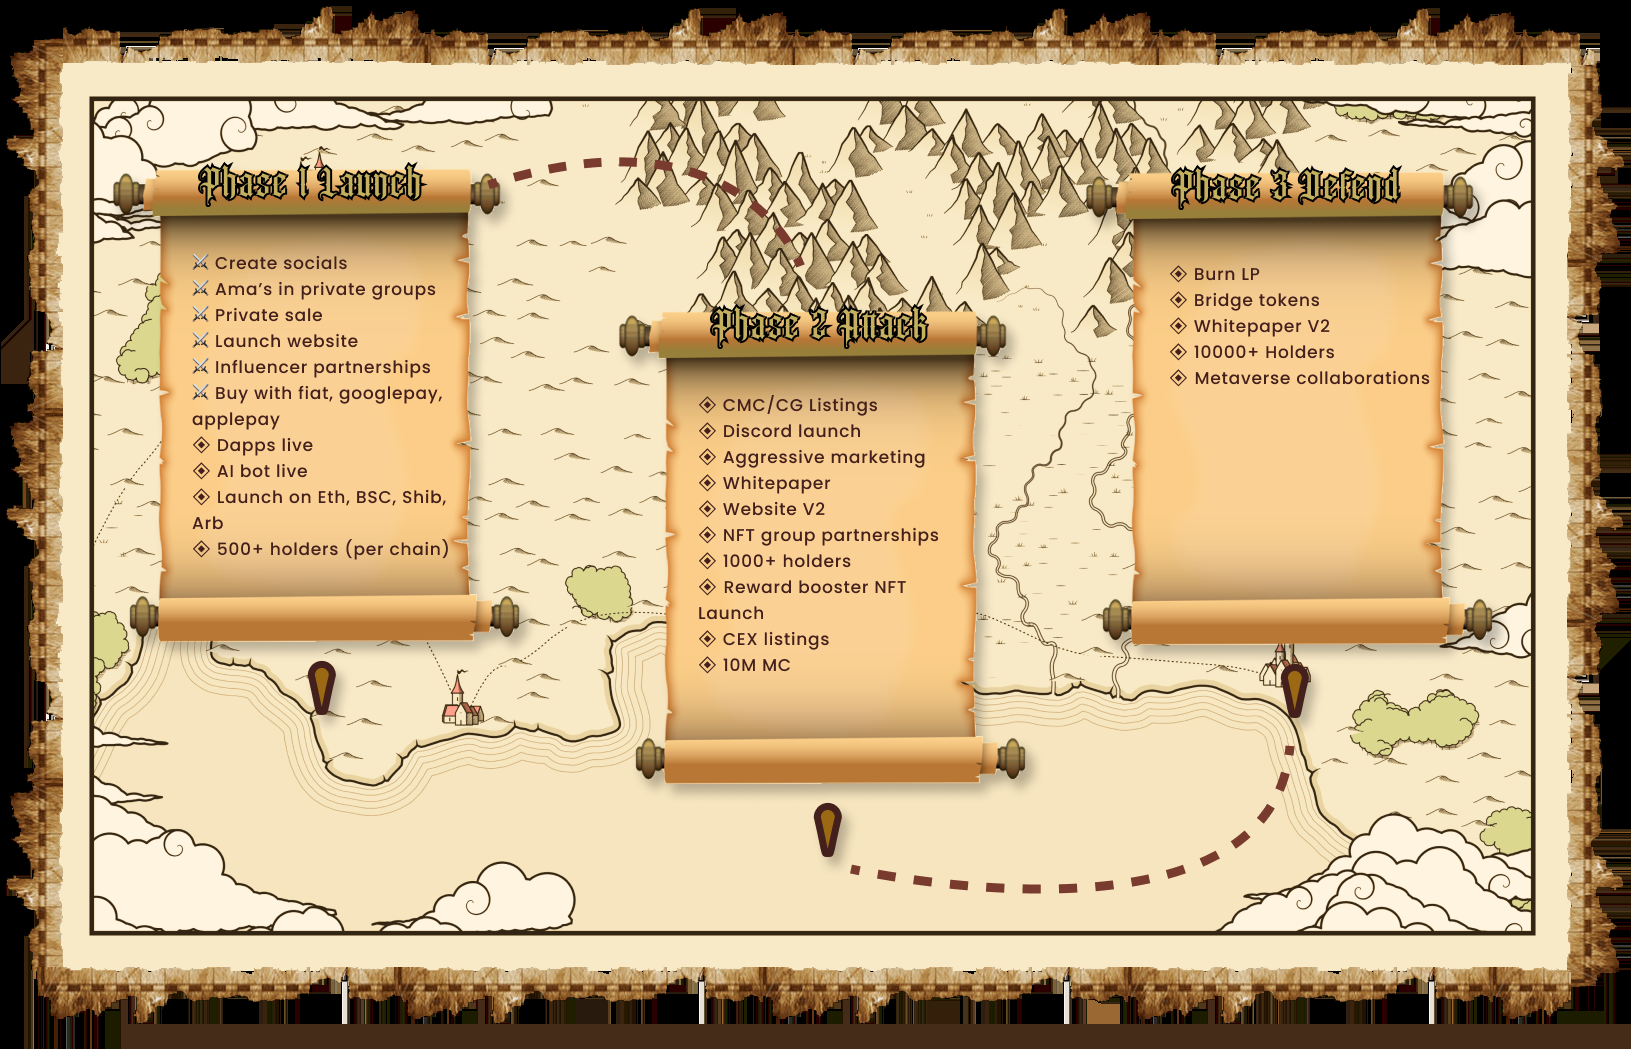 Phase 1 Launch
⚔ Create socials
⚔ Ama's in private groups
⚔ Private sale
⚔ Launch website
⚔ Influencer partnerships
⚔ Buy with fiat, googlepay,
applepay
◈ Dapps live
◈ AI bot live
◈ Launch on Eth, BSC, Shib,
Arb
◈ 500+ holders (per chain)
Phase 2 Attack
◈ CMC/CG Listings
◈ Discord launch
◈ Aggressive marketing
◈ Whitepaper
◈ Website V2
◈ NFT group partnerships
◈ 1000+ holders
◈ Reward booster NFT
Launch
◈ CEX listings
◈ 10M MC
Phase 3 Defend
◈ Burn LP
◈ Bridge tokens
◈ Whitepaper V2
◈ 10000+ Holders
◈ Metaverse collaborations